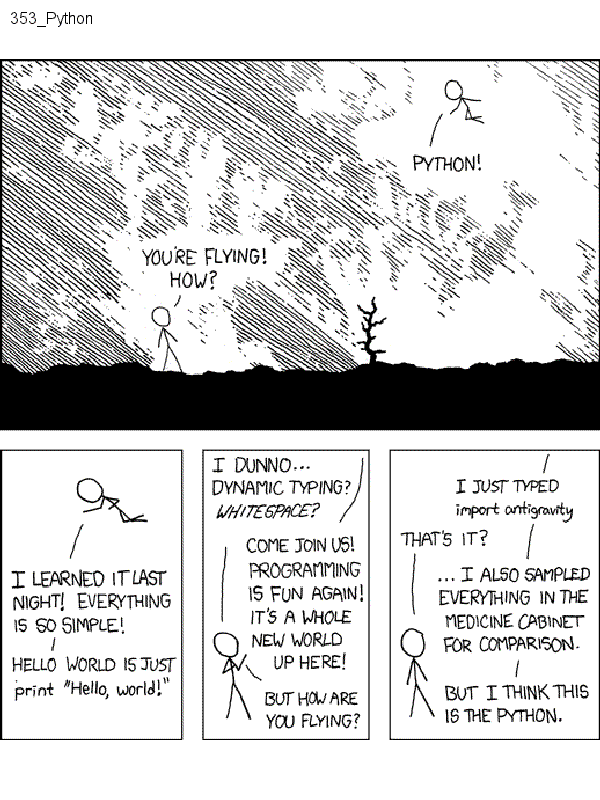 353_Python
PYTHON!
YOU'RE FLYING!
HOW?
I LEARNED IT LAST
NIGHT! EVERYTHING
IS SO SIMPLE!
HELLO WORLD IS JUST
print "Hello, world!"
I DUNNO...
DYNAMIC TYPING?
WHITESPACE?
COME JOIN US!
PROGRAMMING
IS FUN AGAIN!
IT'S A WHOLE
NEW WORLD
UP HERE!
BUT HOW ARE
YOU FLYING?
I JUST TYPED
import antigravity
THAT'S IT?
... I ALSO SAMPLED
EVERYTHING IN THE
MEDICINE CABINET
FOR COMPARISON.
BUT I THINK THIS
IS THE PYTHON.